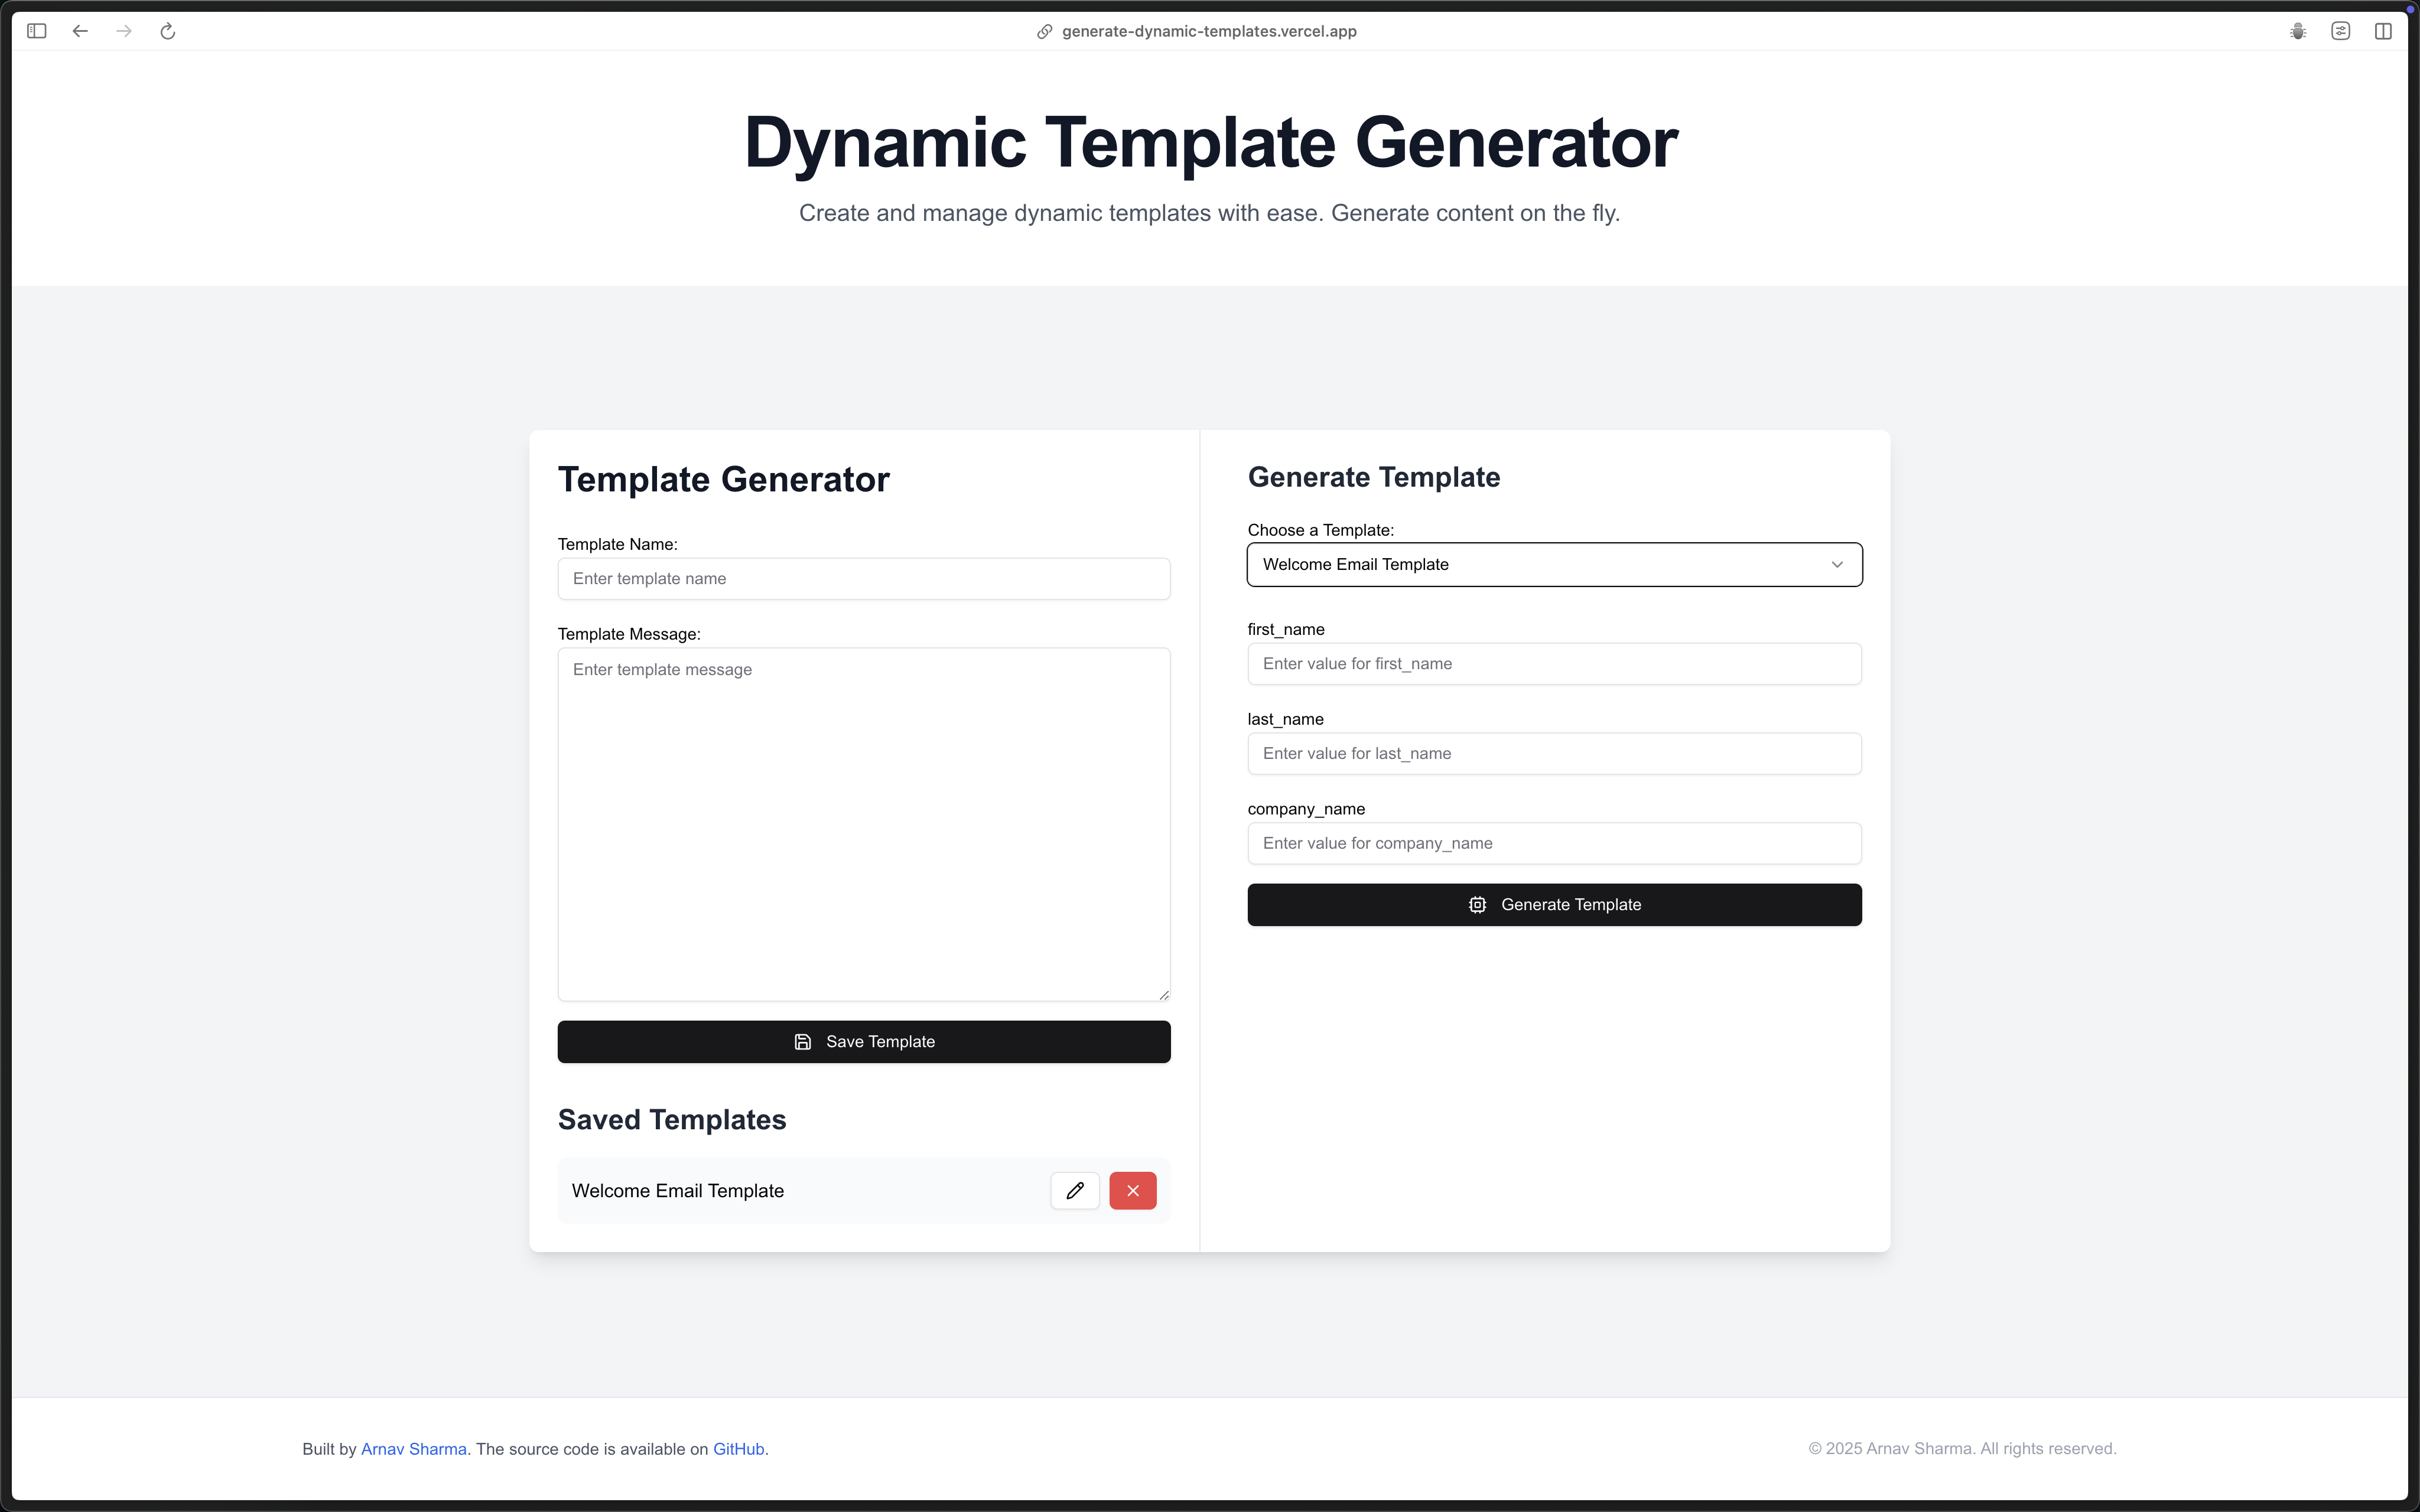 generate-dynamic-templates.vercel.app
Dynamic Template Generator
Create and manage dynamic templates with ease. Generate content on the fly.
Template Generator
Template Name:
Enter template name
Template Message:
Enter template message
Save Template
Saved Templates
Welcome Email Template
Generate Template
Choose a Template:
Welcome Email Template
first_name
Enter value for first_name
last_name
Enter value for last_name
company_name
Enter value for company_name
Generate Template
Built by Arnav Sharma. The source code is available on GitHub.
© 2025 Arnav Sharma. All rights reserved.